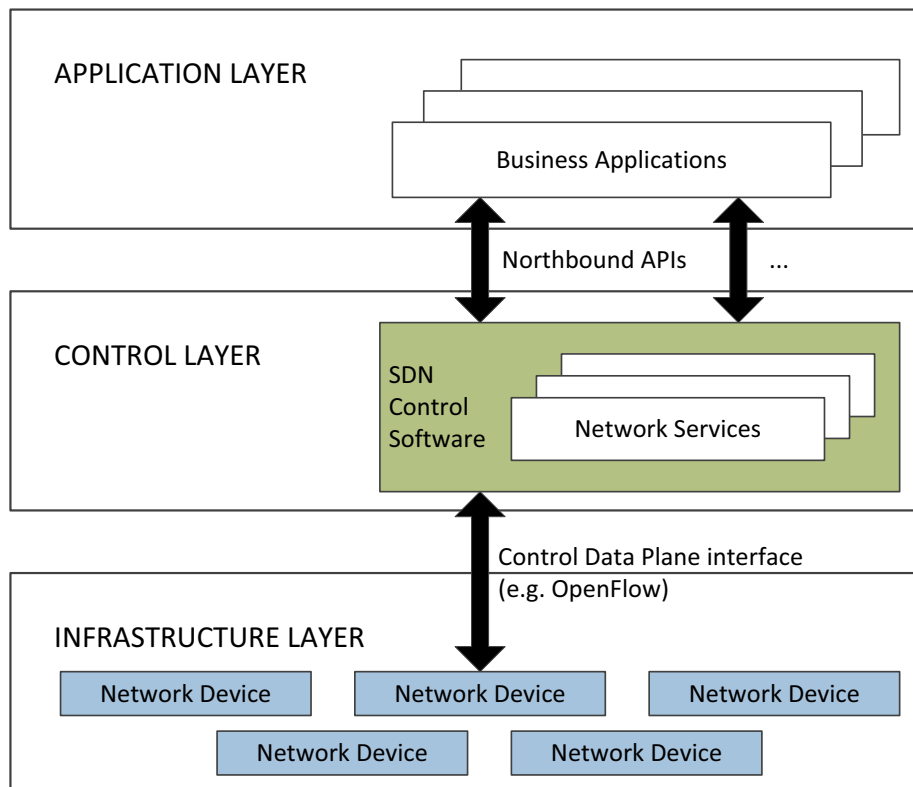 APPLICATION LAYER
Business Applications
Northbound APIs
...
CONTROL LAYER
SDN
Control
Software
Network Services
Control Data Plane interface
(e.g. OpenFlow)
INFRASTRUCTURE LAYER
Network Device
Network Device
Network Device
Network Device
Network Device